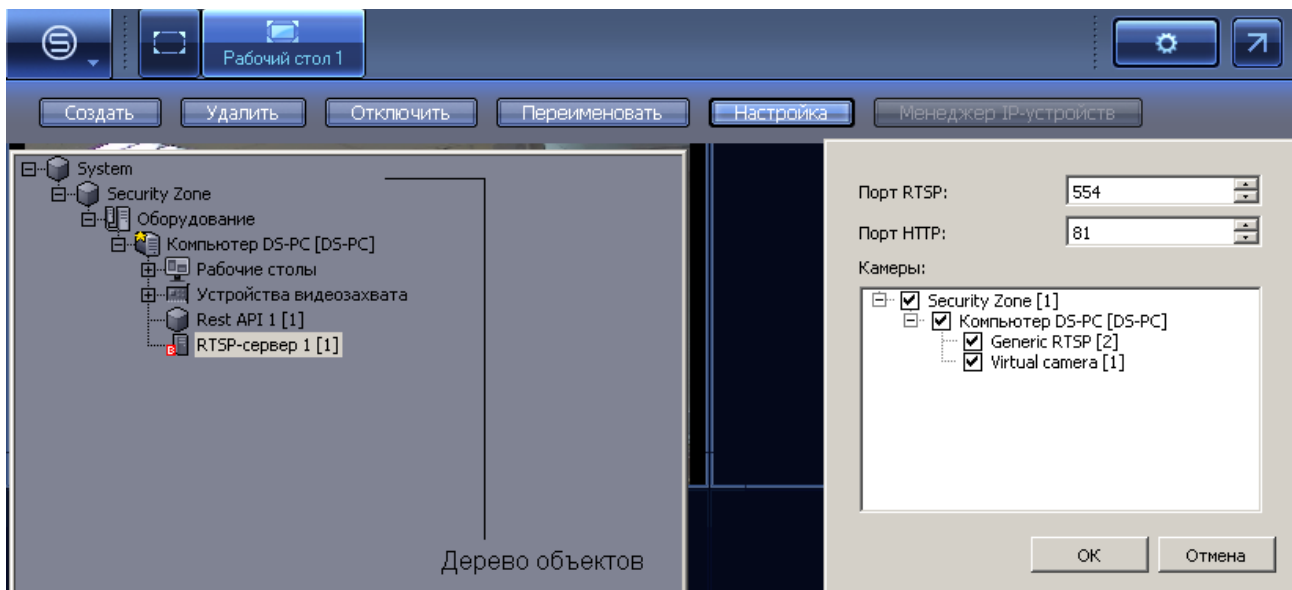 Рабочий стол 1
Создать Удалить Отключить Переименовать Настройка Менеджер IP-устройств
System
Security Zone
Оборудование
Компьютер DS-PC [DS-PC]
Рабочие столы
Устройства видеозахвата
Rest API 1 [1]
RTSP-сервер 1 [1]
Дерево объектов
Порт RTSP: 554
Порт HTTP: 81
Камеры:
Security Zone [1]
Компьютер DS-PC [DS-PC]
Generic RTSP [2]
Virtual camera [1]
ОК Отмена